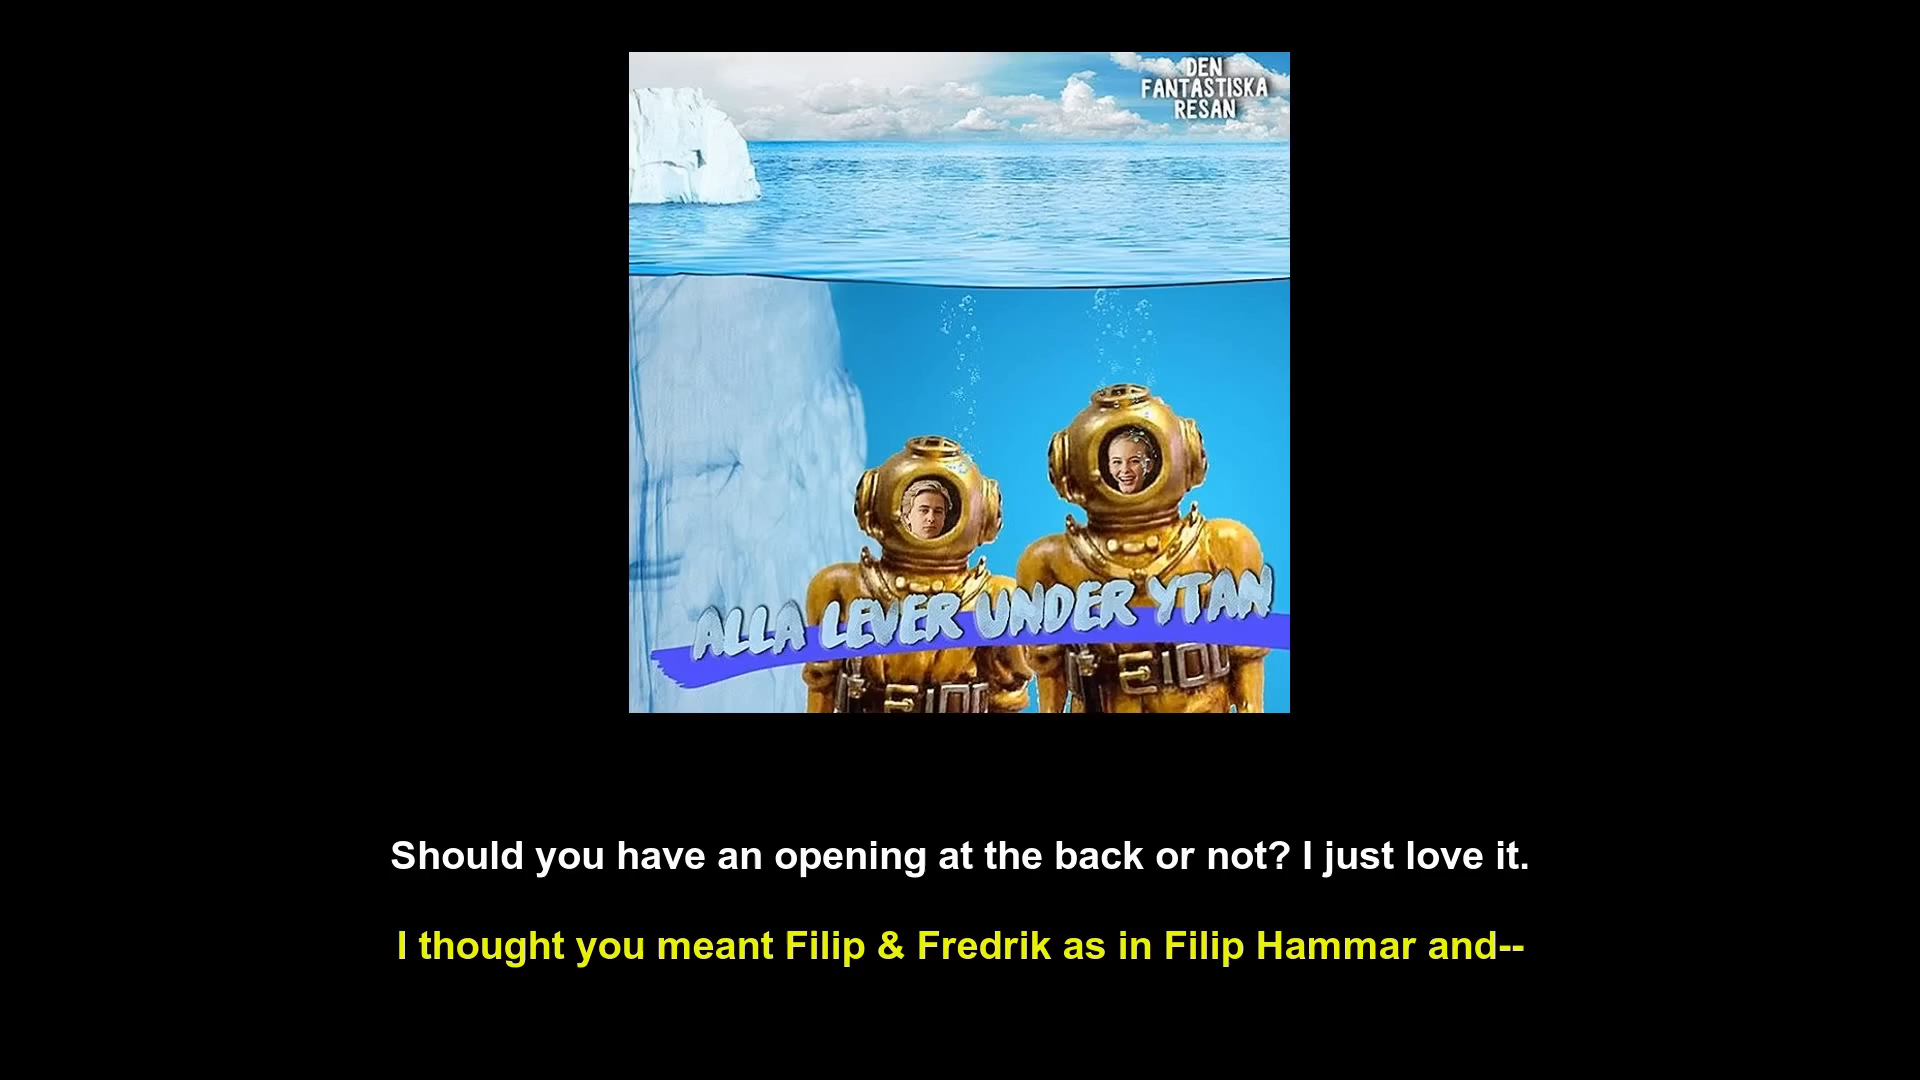 DEN
FANTASTISKA
RESAN
ALLA LEVER UNDER YTAN
Should you have an opening at the back or not? I just love it.
I thought you meant Filip & Fredrik as in Filip Hammar and--